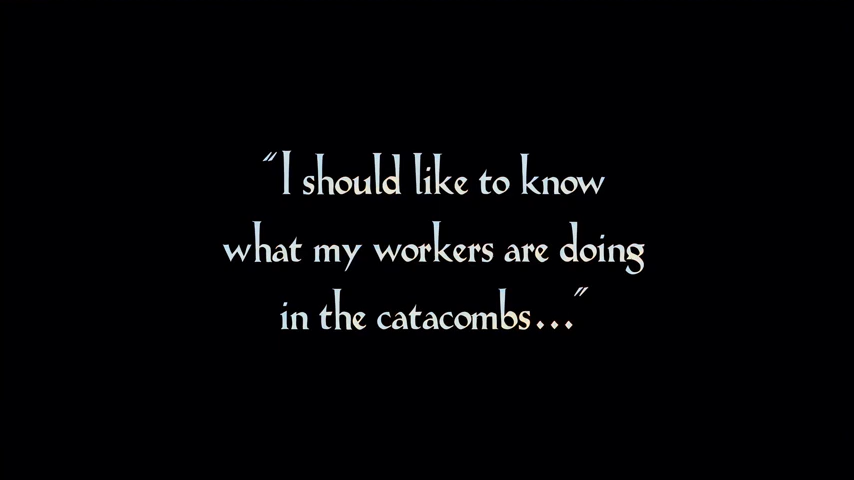 "I should like to know
what my workers are doing
in the catacombs..."